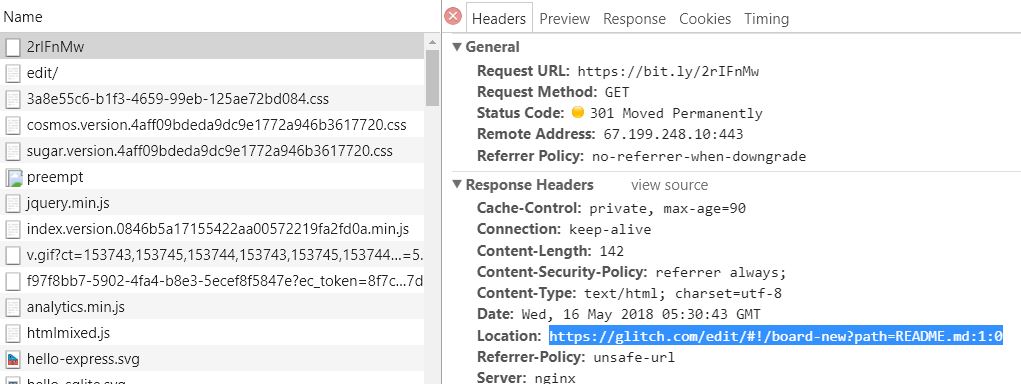 Name
2rIFnMw
edit/
3a8e55c6-b1f3-4659-99eb-125ae72bd084.css
cosmos.version.4aff09bdeda9dc9e1772a946b3617720.css
sugar.version.4aff09bdeda9dc9e1772a946b3617720.css
preempt
jquery.min.js
index.version.0846b5a17155422aa00572219fa2fd0a.min.js
v.gif?ct=153743,153745,153744,153743,153745,153744...=5.
f97f8bb7-5902-4fa4-b8e3-5ecef8f5847e?ec_token=8f7c...7d
analytics.min.js
htmlmixed.js
hello-express.svg
hello-sqlite.svg
Headers Preview Response Cookies Timing
General
Request URL: https://bit.ly/2rIFnMw
Request Method: GET
Status Code: 301 Moved Permanently
Remote Address: 67.199.248.10:443
Referrer Policy: no-referrer-when-downgrade
Response Headers view source
Cache-Control: private, max-age=90
Connection: keep-alive
Content-Length: 142
Content-Security-Policy: referrer always;
Content-Type: text/html; charset=utf-8
Date: Wed, 16 May 2018 05:30:43 GMT
Location: https://glitch.com/edit/#!/board-new?path=README.md:1:0
Referrer-Policy: unsafe-url
Server: nginx